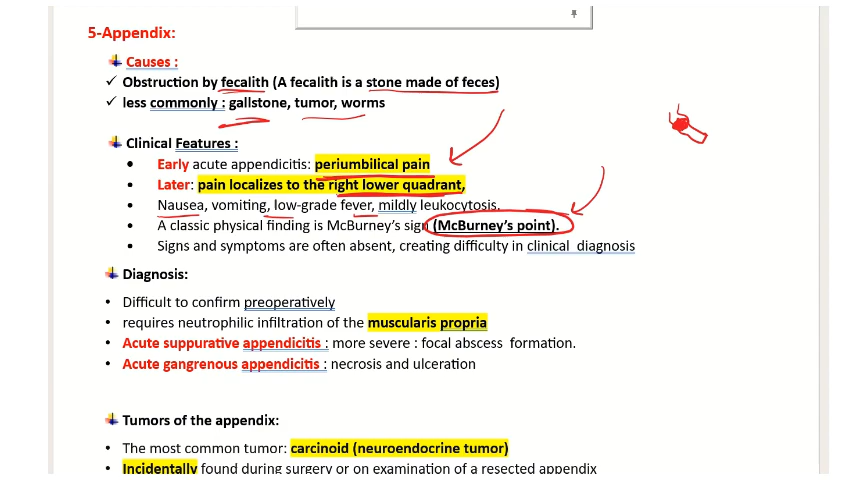 5-Appendix:
Causes :
✓ Obstruction by fecalith (A fecalith is a stone made of feces)
✓ less commonly : gallstone, tumor, worms
Clinical Features :
• Early acute appendicitis: periumbilical pain
• Later: pain localizes to the right lower quadrant,
• Nausea, vomiting, low-grade fever, mildly leukocytosis.
• A classic physical finding is McBurney's sign (McBurney's point).
• Signs and symptoms are often absent, creating difficulty in clinical diagnosis
Diagnosis:
• Difficult to confirm preoperatively
• requires neutrophilic infiltration of the muscularis propria
• Acute suppurative appendicitis : more severe : focal abscess formation.
• Acute gangrenous appendicitis : necrosis and ulceration
Tumors of the appendix:
• The most common tumor: carcinoid (neuroendocrine tumor)
• Incidentally found during surgery or on examination of a resected appendix